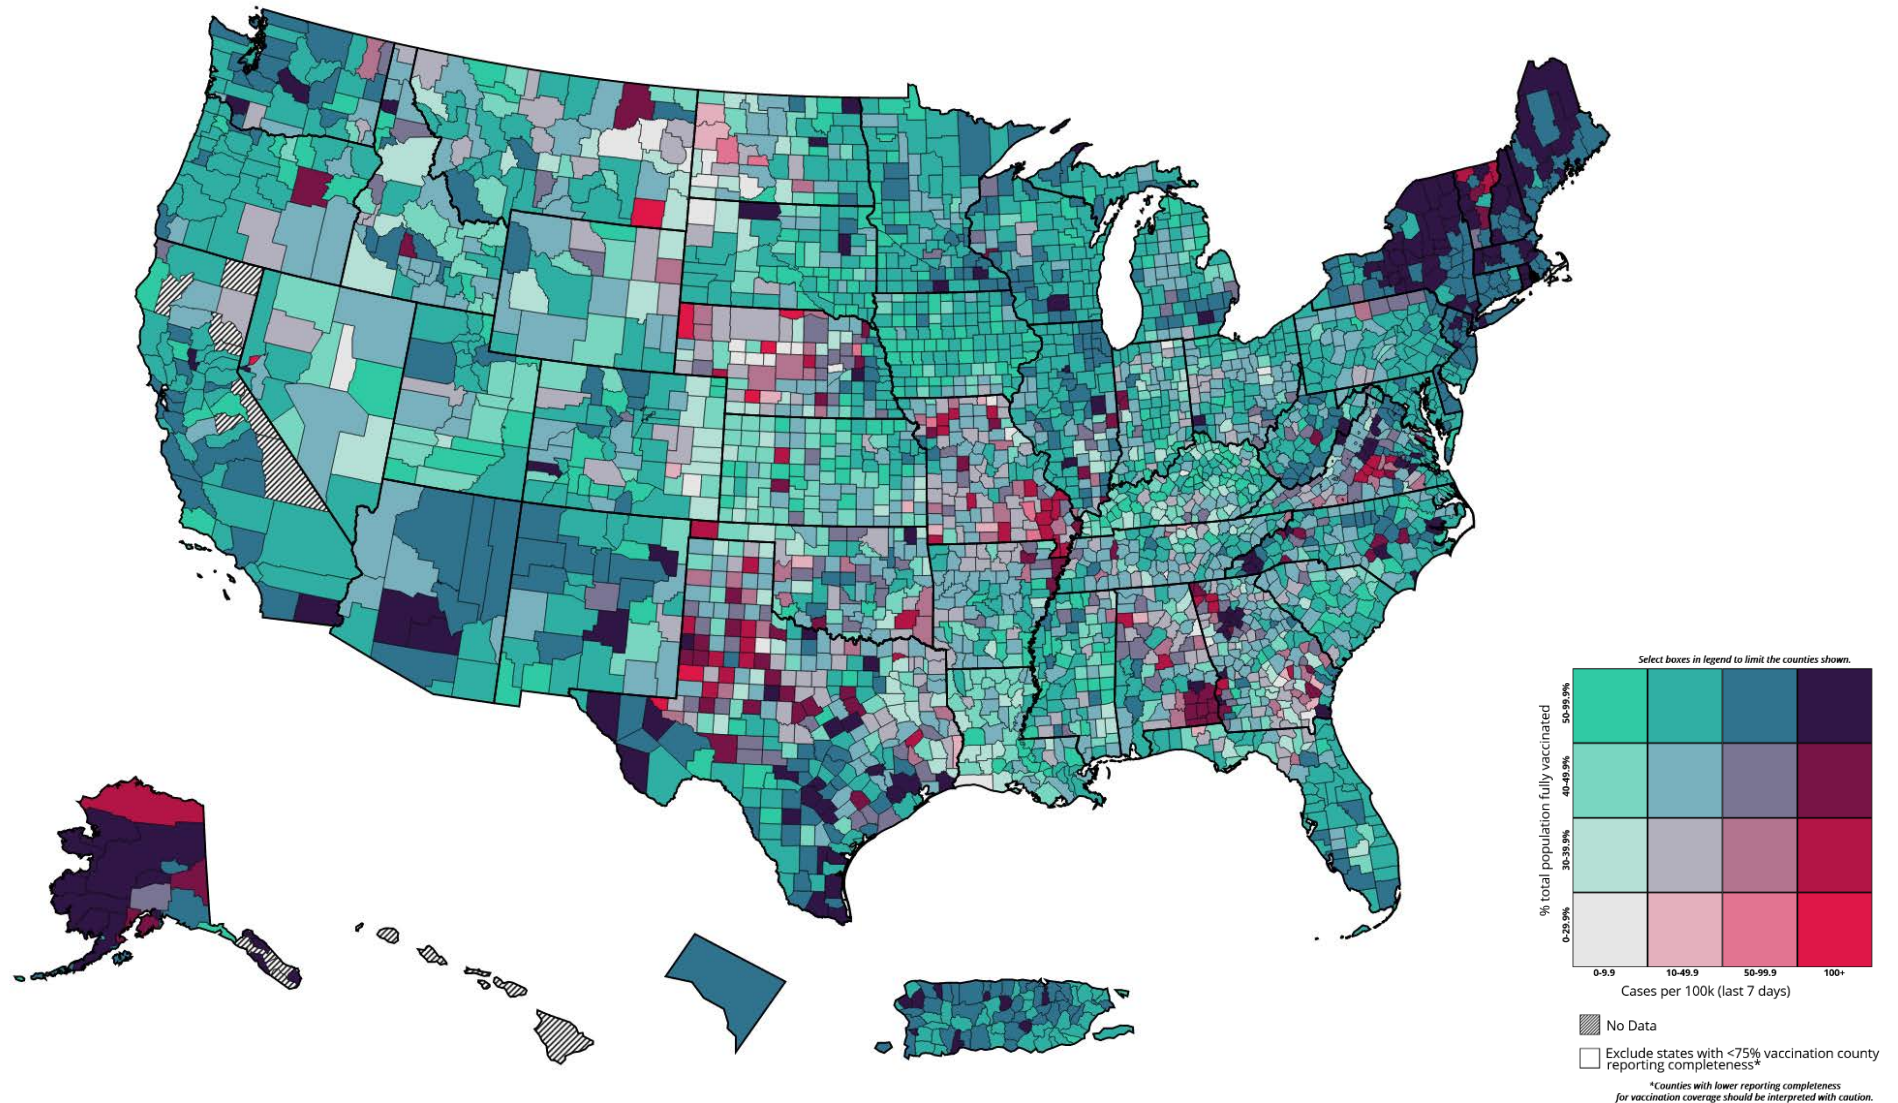 Select boxes in legend to limit the counties shown.
% total population fully vaccinated
50-99.9%
40-49.9%
30-39.9%
0-29.9%
0-9.9 10-49.9 50-99.9 100+
Cases per 100k (last 7 days)
No Data
Exclude states with <75% vaccination county
reporting completeness*
*Counties with lower reporting completeness
for vaccination coverage should be interpreted with caution.